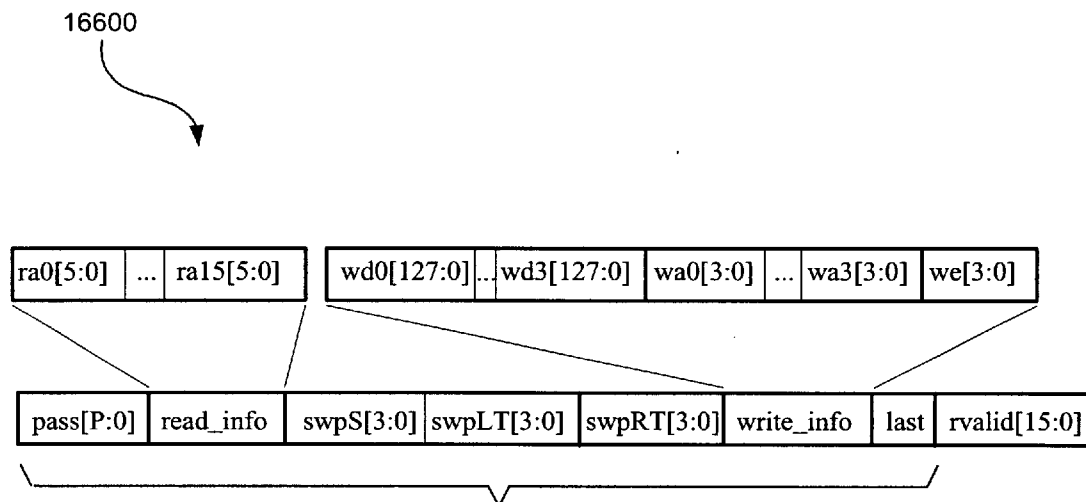 16600
ra0[5:0] ... ra15[5:0] wd0[127:0] ... wd3[127:0] wa0[3:0] ... wa3[3:0] we[3:0]
pass[P:0] read_info swpS[3:0] swpLT[3:0] swpRT[3:0] write_info last rvalid[15:0]